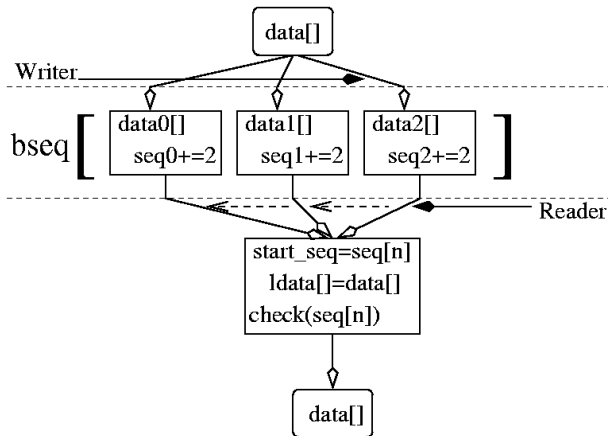 data[]
Writer
bseq
data0[]
seq0+=2
data1[]
seq1+=2
data2[]
seq2+=2
Reader
start_seq=seq[n]
ldata[]=data[]
check(seq[n])
data[]